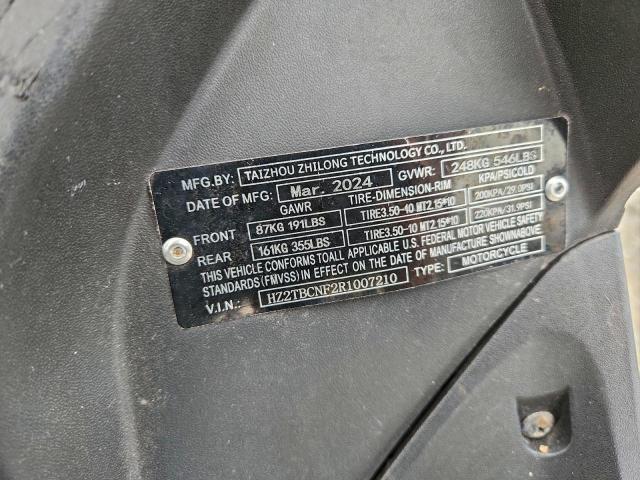 MFG.BY: TAIZHOU ZHILONG TECHNOLOGY CO., LTD.
DATE OF MFG: Mar. 2024 GVWR: 248KG 546LBS
GAWR TIRE-DIMENSION-RIM KPA/PSICOLD
FRONT 87KG 191LBS TIRE3.50-10 MT2.15*10 200KPA/29.0PSI
REAR 161KG 355LBS TIRE3.50-10 MT2.15*10 220KPA/31.9PSI
THIS VEHICLE CONFORMS TOALL APPLICABLE U.S. FEDERAL MOTOR VEHICLE SAFETY
STANDARDS (FMVSS) IN EFFECT ON THE DATE OF MANUFACTURE SHOWNABOVE
V.I.N.: HZ2TBCNF2R1007210 TYPE: MOTORCYCLE